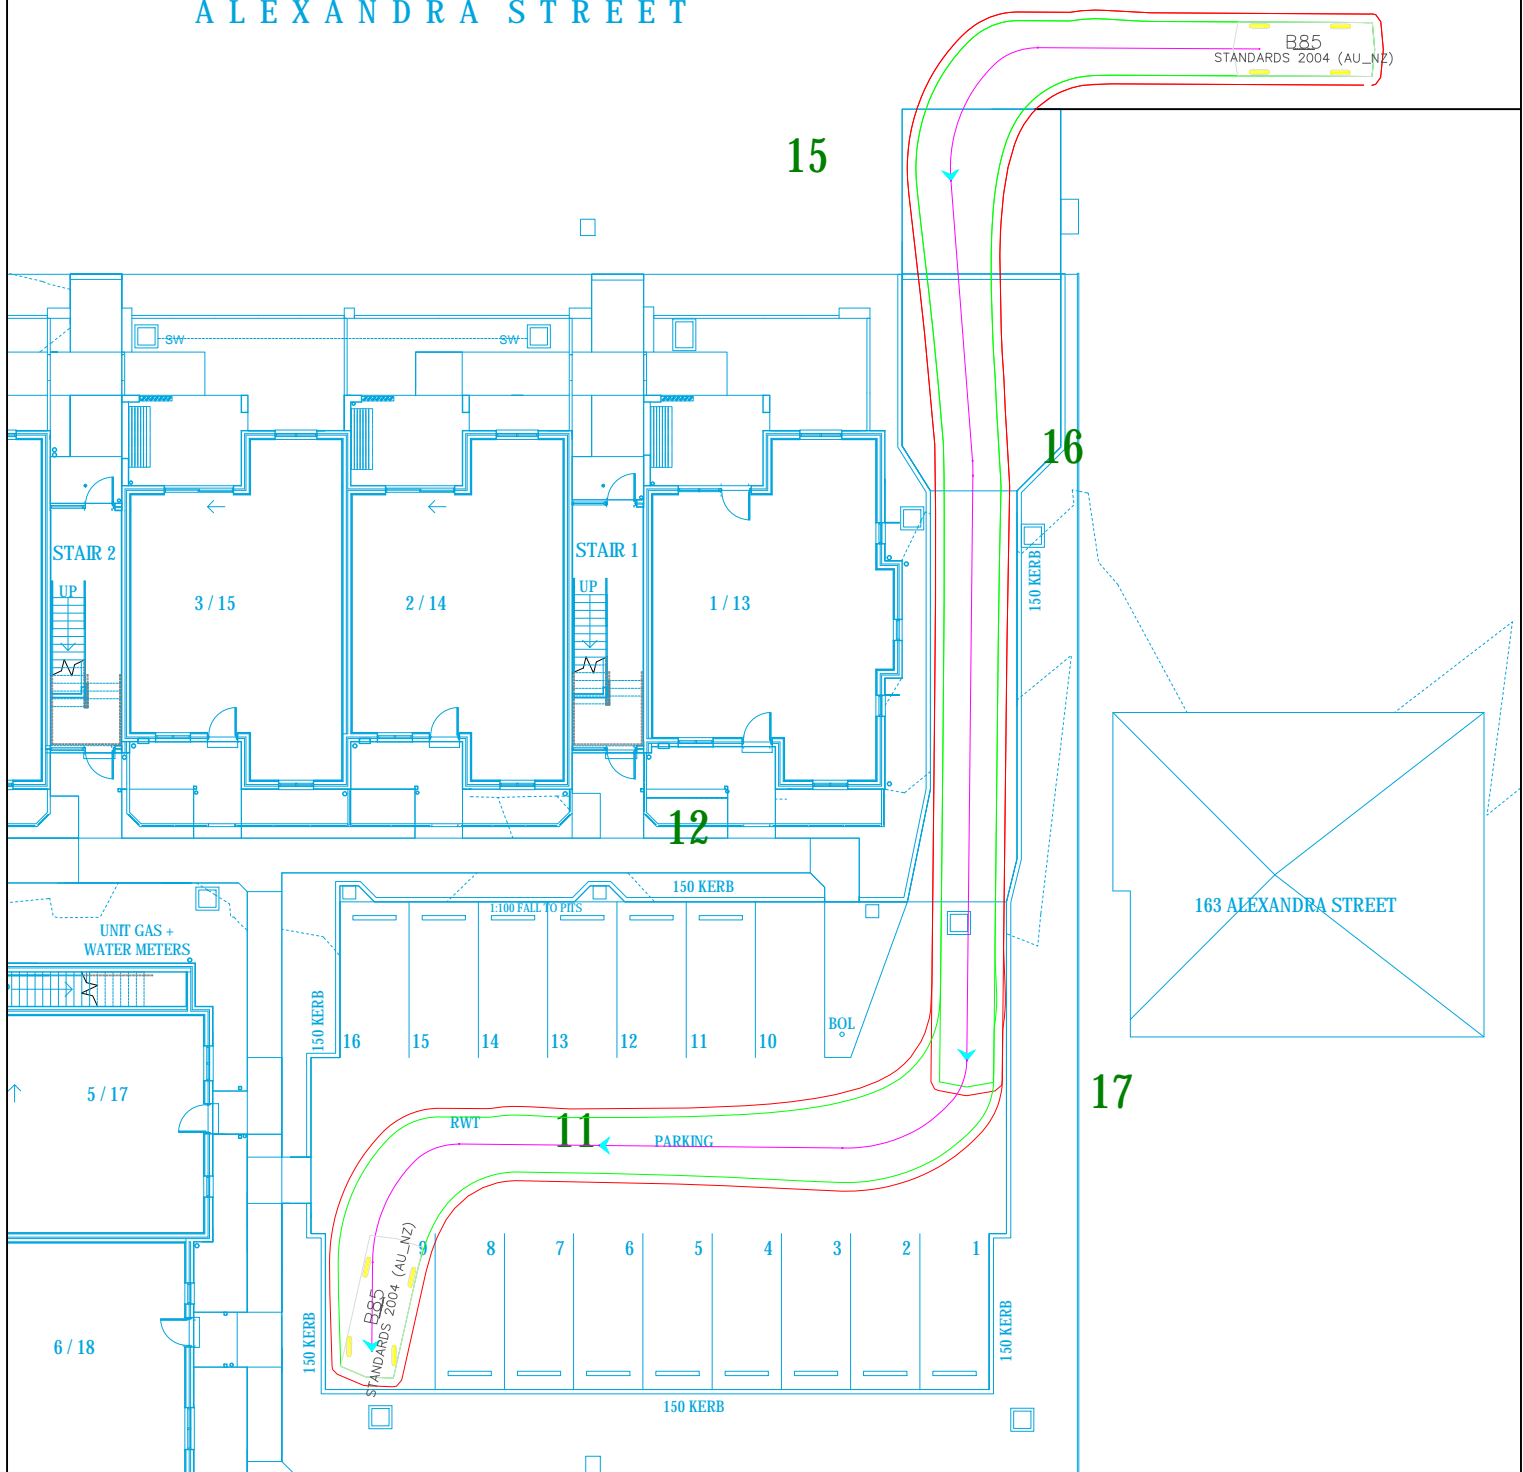 ALEXANDRA STREET
B85
STANDARDS 2004 (AU_NZ)
15
SW
SW
16
STAIR 2
STAIR 1
UP
UP
3 / 15
2 / 14
1 / 13
150 KERB
12
150 KERB
1:100 FALL TO PITS
163 ALEXANDRA STREET
UNIT GAS +
WATER METERS
150 KERB
BOL
16
15
14
13
12
11
10
5 / 17
17
RWT
11
PARKING
9
8
7
6
5
4
3
2
1
B85
STANDARDS 2004 (AU_NZ)
6 / 18
150 KERB
150 KERB
150 KERB